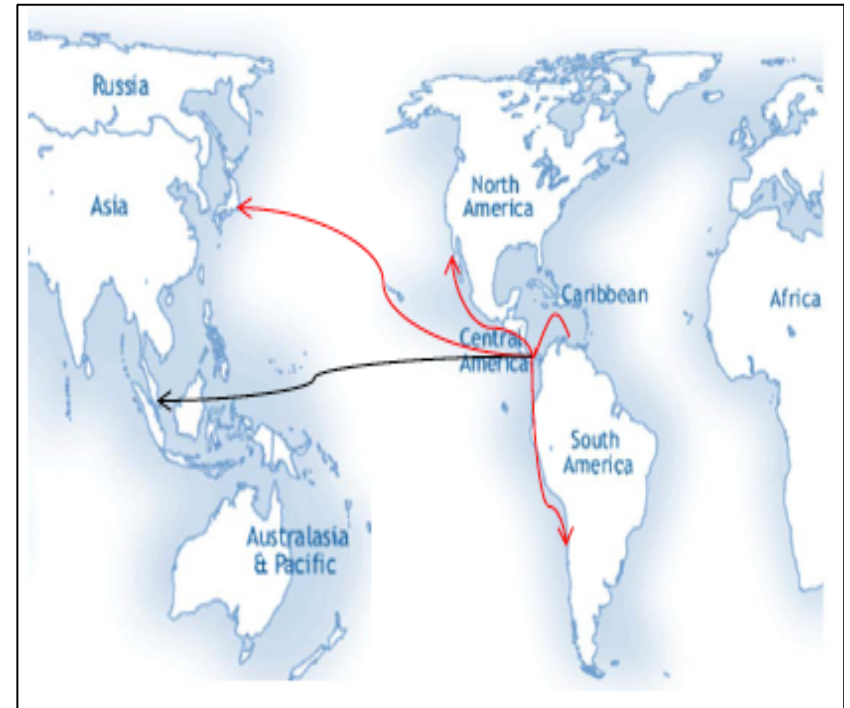 Russia
Asia
North
America
Caribbean
Africa
Central
America
South
America
Australasia
& Pacific